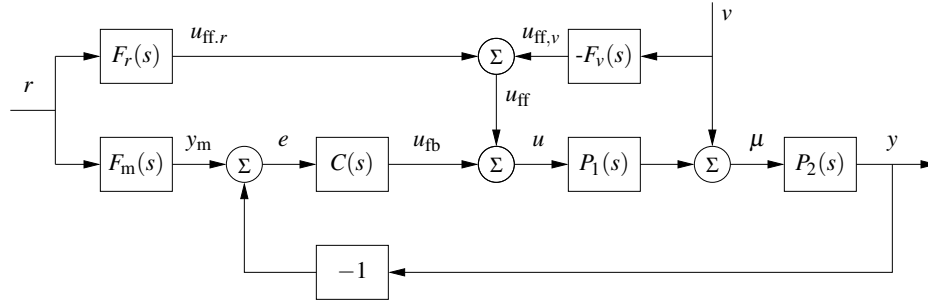 v
u_ff.r
u_ff,v
F_r(s)
Σ
-F_v(s)
r
u_ff
y_m
e
u_fb
u
μ
y
F_m(s)
Σ
C(s)
Σ
P_1(s)
Σ
P_2(s)
−1